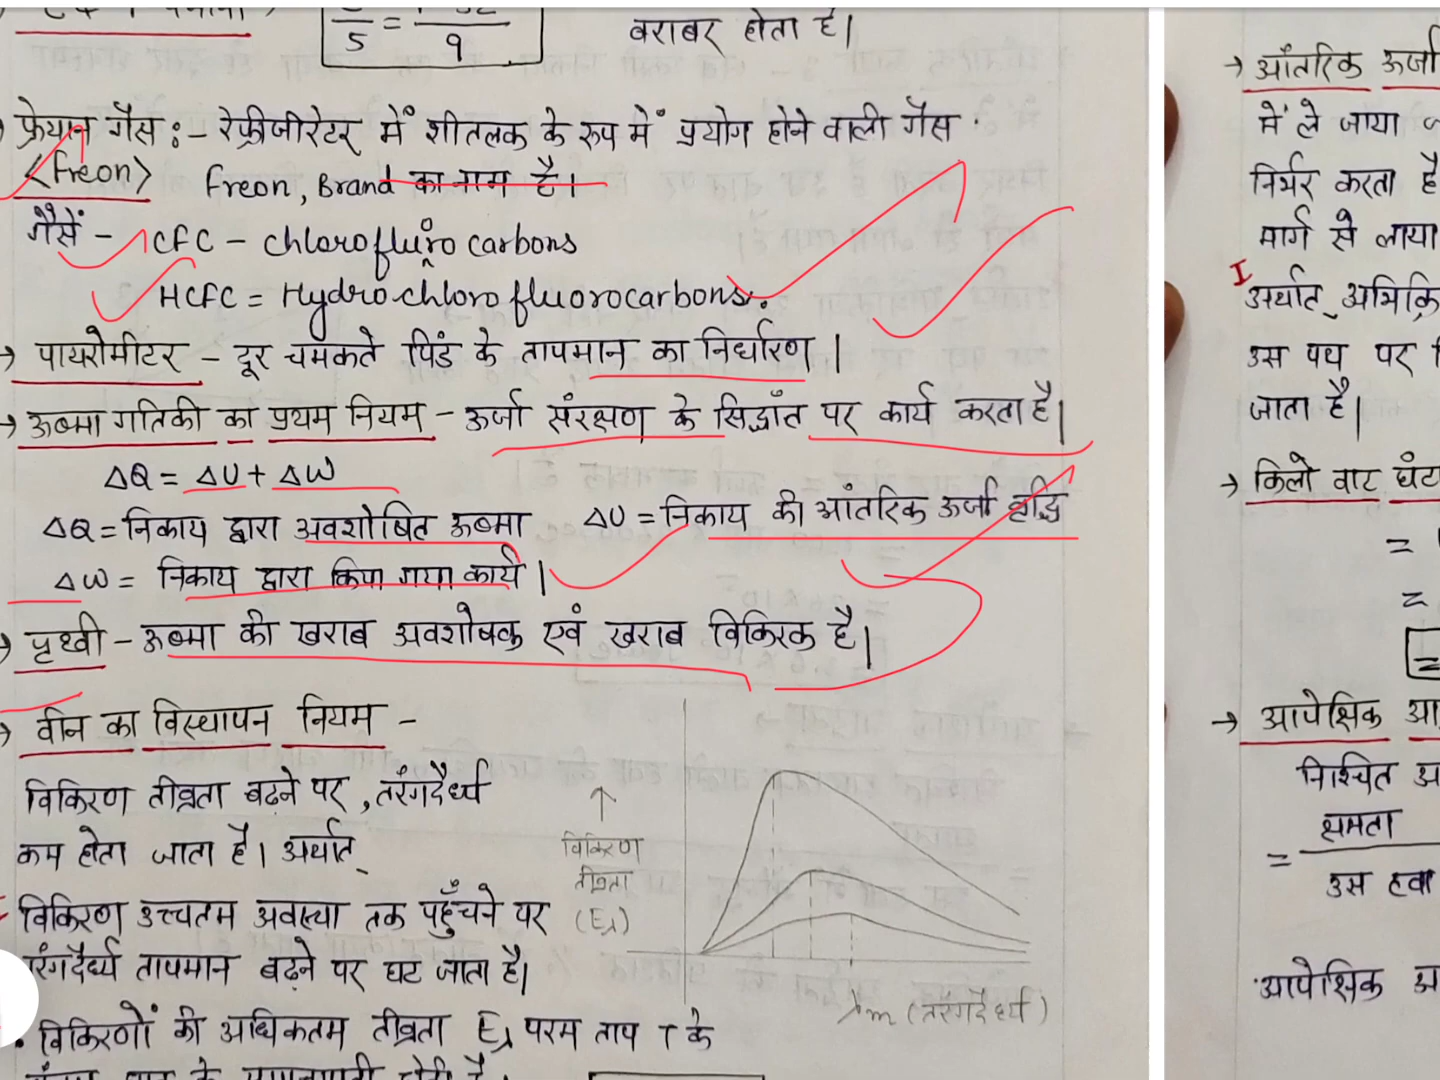 5 = 9
बराबर होता है।
फ्रेयान गैस :- रेफ्रीजीरेटर में शीतलक के रूप में प्रयोग होने वाली गैस .
<Freon> Freon, Brand का नाम है।
गैसें - CFC - Chlorofluoro carbons
HCFC = Hydrochlorofluorocarbons.
→ पायरोमीटर - दूर चमकते पिंड के तापमान का निर्धारण।
→ ऊष्मा गतिकी का प्रथम नियम - ऊर्जा संरक्षण के सिद्धांत पर कार्य करता है।
ΔQ = ΔU + ΔW
ΔQ = निकाय द्वारा अवशोषित ऊष्मा ΔU = निकाय की आंतरिक ऊर्जा वृद्धि
ΔW = निकाय द्वारा किया गया कार्य।
→ पृथ्वी - ऊष्मा की खराब अवशोषक एवं खराब विकिरक है।
→ वीन का विस्थापन नियम -
विकिरण तीव्रता बढ़ने पर, तरंगदैर्ध्य
कम होता जाता है। अर्थात्
विकिरण उच्चतम अवस्था तक पहुँचने पर
तरंगदैर्ध्य तापमान बढ़ने पर घट जाता है।
• विकिरणों की अधिकतम तीव्रता Eλ परम ताप T के
↑
विकिरण
तीव्रता
(Eλ)
λm (तरंगदैर्ध्य)
→ आंतरिक ऊर्जा
में ले जाया
निर्भर करता है
मार्ग से लाया
अर्थात् अभिक्रि
उस पथ पर
जाता है।
→ किलो वाट घंटा
=
=
=
→ आपेक्षिक आ
निश्चित
क्षमता
=
उस हवा
आपेक्षिक